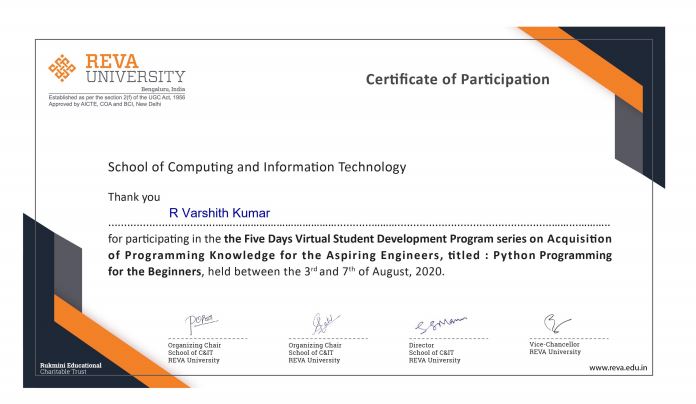 REVA
UNIVERSITY
Bengaluru, India
Established as per the section 2(f) of the UGC Act, 1956
Approved by AICTE, COA and BCI, New Delhi
Certificate of Participation
School of Computing and Information Technology
Thank you
R Varshith Kumar
for participating in the the Five Days Virtual Student Development Program series on Acquisition
of Programming Knowledge for the Aspiring Engineers, titled : Python Programming
for the Beginners, held between the 3rd and 7th of August, 2020.
Organizing Chair
School of C&IT
REVA University
Organizing Chair
School of C&IT
REVA University
Director
School of C&IT
REVA University
Vice-Chancellor
REVA University
Rukmini Educational
Charitable Trust
www.reva.edu.in